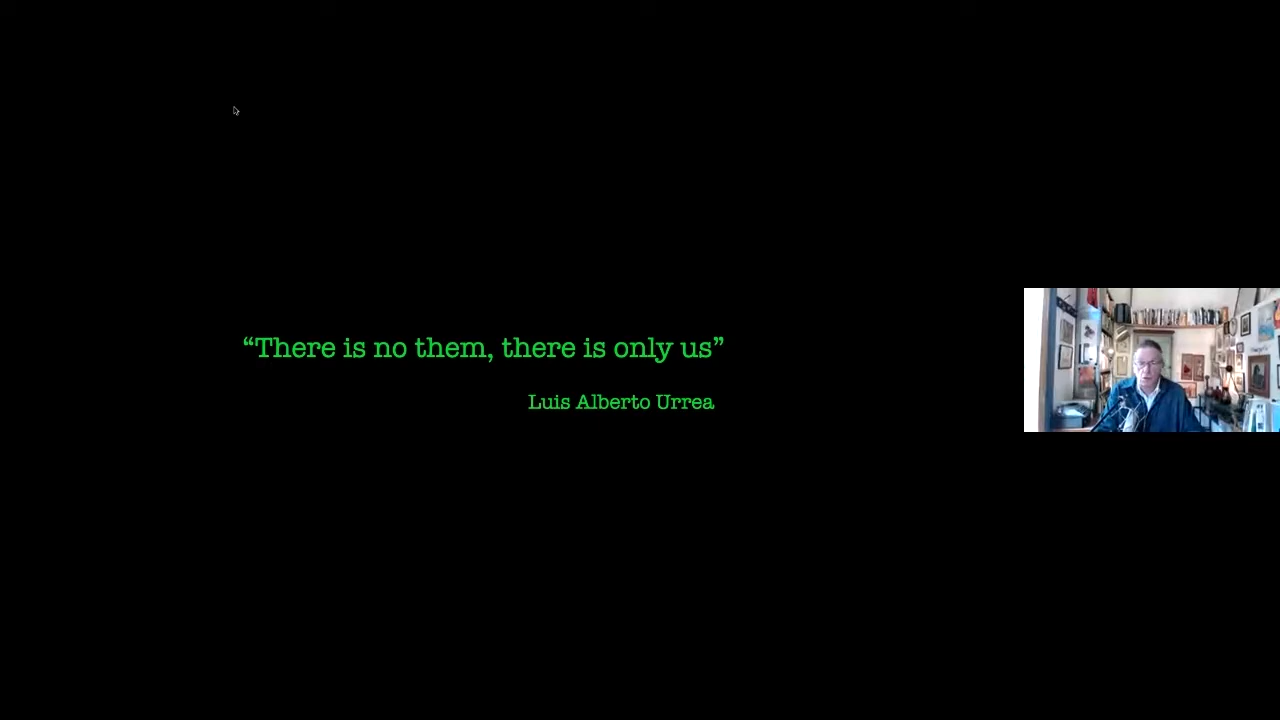 “There is no them, there is only us”
Luis Alberto Urrea